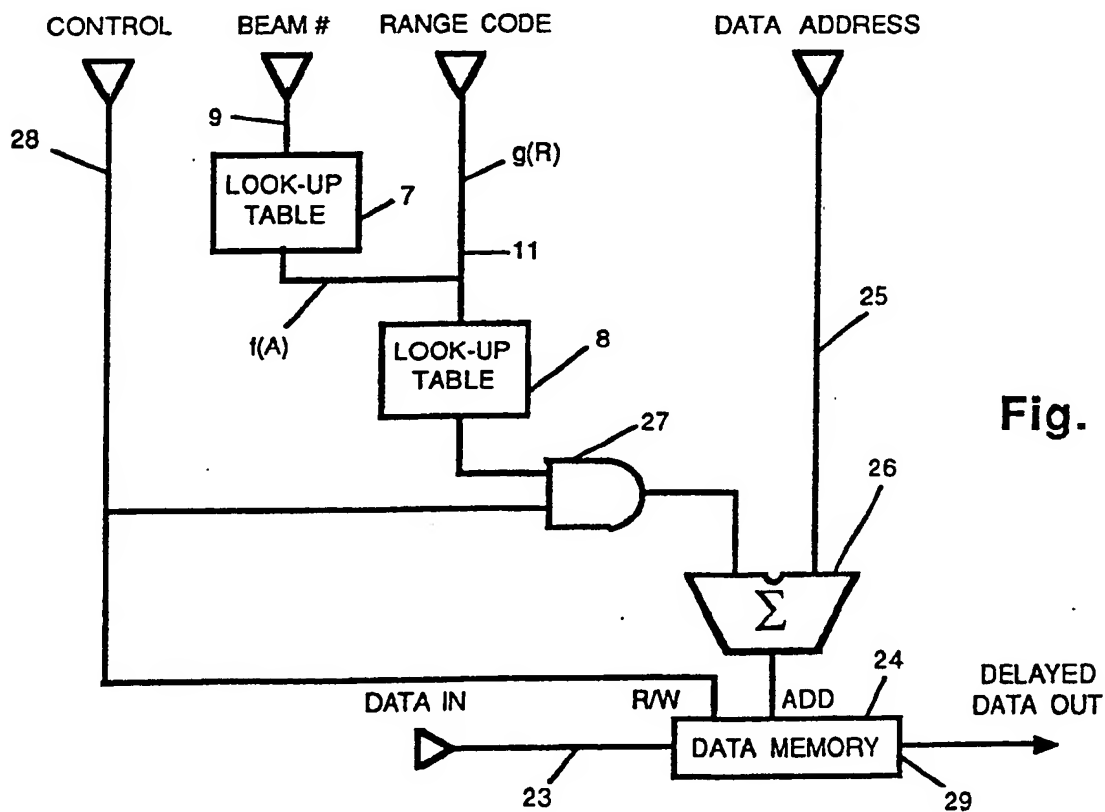 CONTROL
BEAM #
RANGE CODE
DATA ADDRESS
9
28
g(R)
LOOK-UP
TABLE
7
11
25
f(A)
LOOK-UP
TABLE
8
Fig.
27
26
Σ
24
DELAYED
DATA OUT
DATA IN
R/W
ADD
DATA MEMORY
23
29